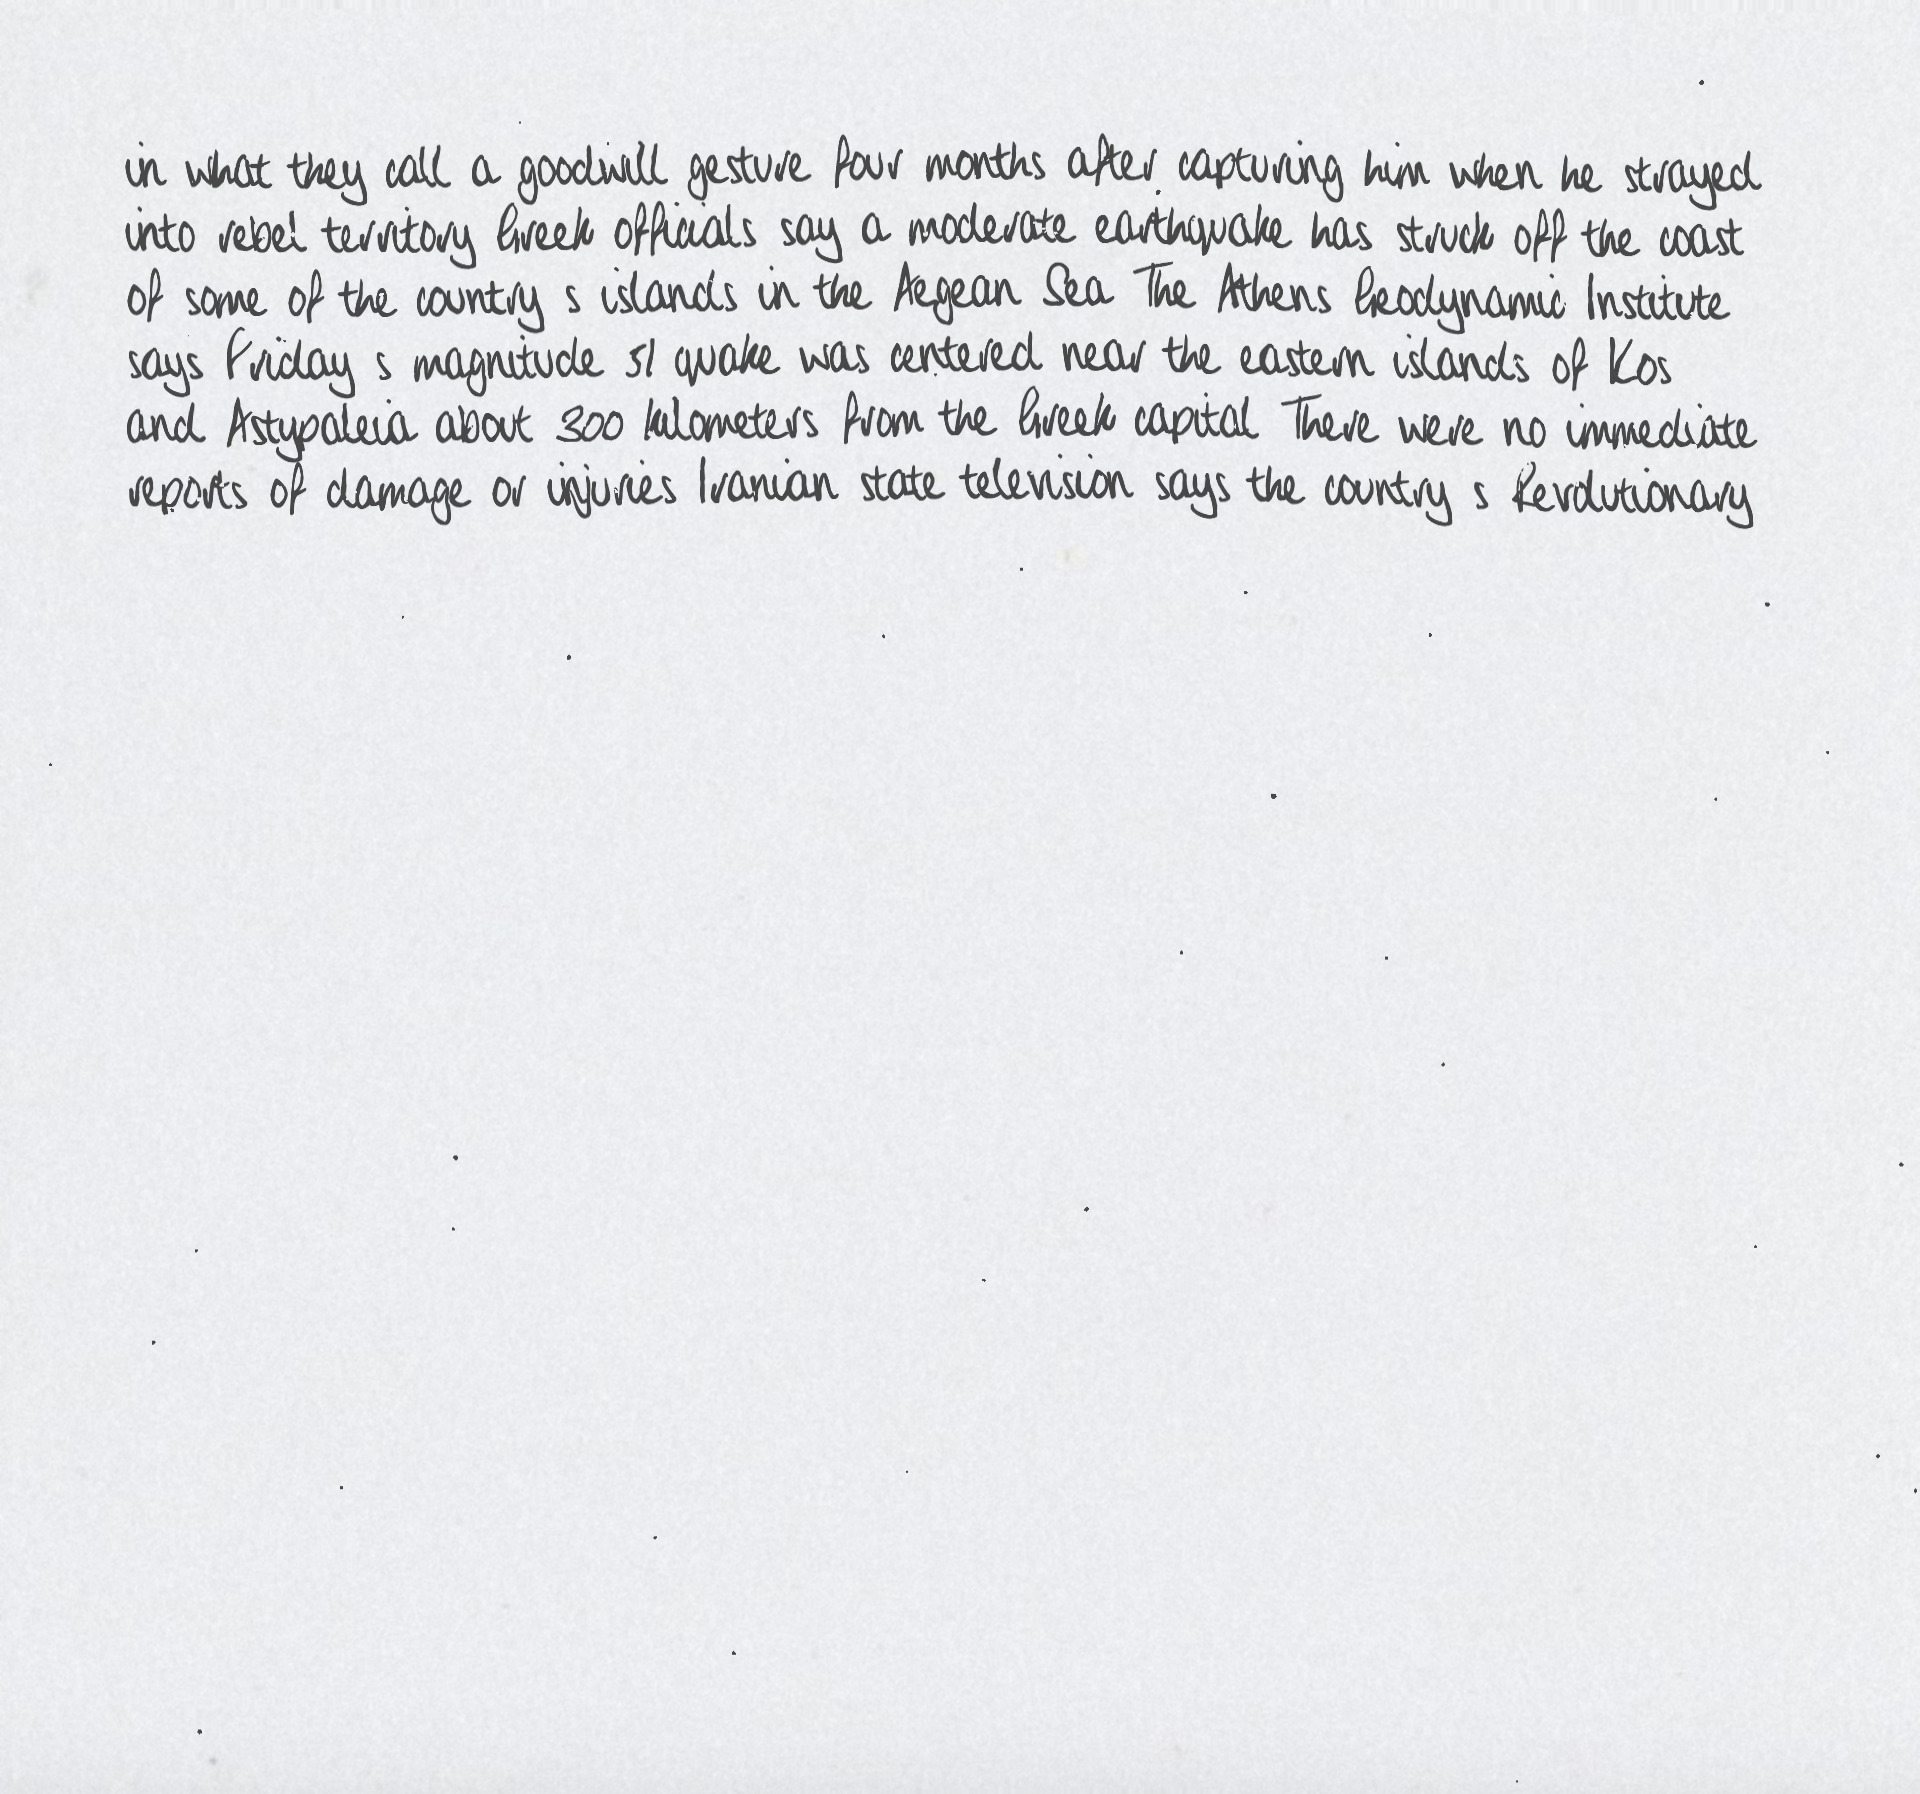 in what they call a goodwill gesture four months after capturing him when he strayed
into rebel territory Greek officials say a moderate earthquake has struck off the coast
of some of the country s islands in the Aegean Sea The Athens Geodynamic Institute
says Friday s magnitude 51 quake was centered near the eastern islands of Kos
and Astypaleia about 300 kilometers from the Greek capital There were no immediate
reports of damage or injuries Iranian state television says the country s Revolutionary